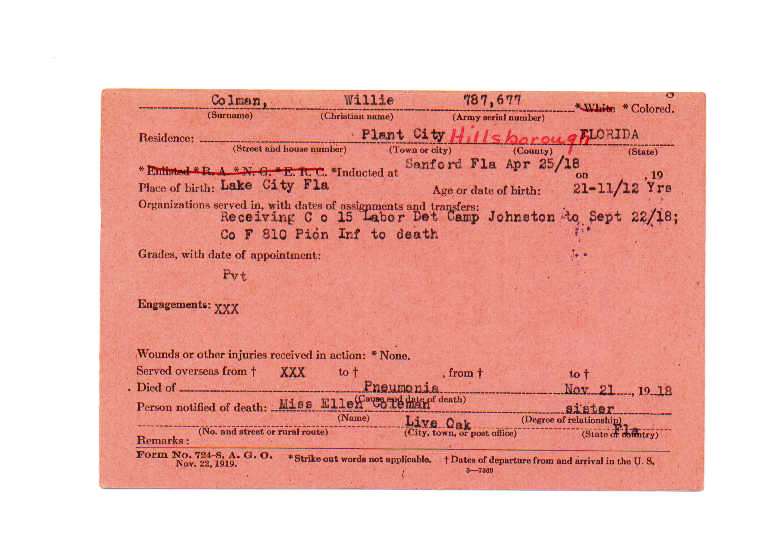 Colman, Willie 787,677 * White * Colored.
(Surname) (Christian name) (Army serial number)
Residence: Plant City Hillsborough FLORIDA
(Street and house number) (Town or city) (County) (State)
* Enlisted * R. A. * N. G. * E. R. C. *Inducted at Sanford Fla Apr 25/18 on , 19
Place of birth: Lake City Fla Age or date of birth: 21-11/12 Yrs
Organizations served in, with dates of assignments and transfers:
Receiving C o 15 Labor Det Camp Johnston to Sept 22/18;
Co F 810 Pion Inf to death
Grades, with date of appointment:
Pvt
Engagements: XXX
Wounds or other injuries received in action: * None.
Served overseas from † XXX to † , from † to †
Died of Pneumonia Nov 21 , 19 18
(Cause and date of death)
Person notified of death: Miss Ellen Coleman sister
(Name) (Degree of relationship)
Live Oak Fla
(No. and street or rural route) (City, town, or post office) (State or country)
Remarks:
Form No. 724-8, A. G. O. *Strike out words not applicable. † Dates of departure from and arrival in the U. S.
Nov. 22, 1919. 3—7369